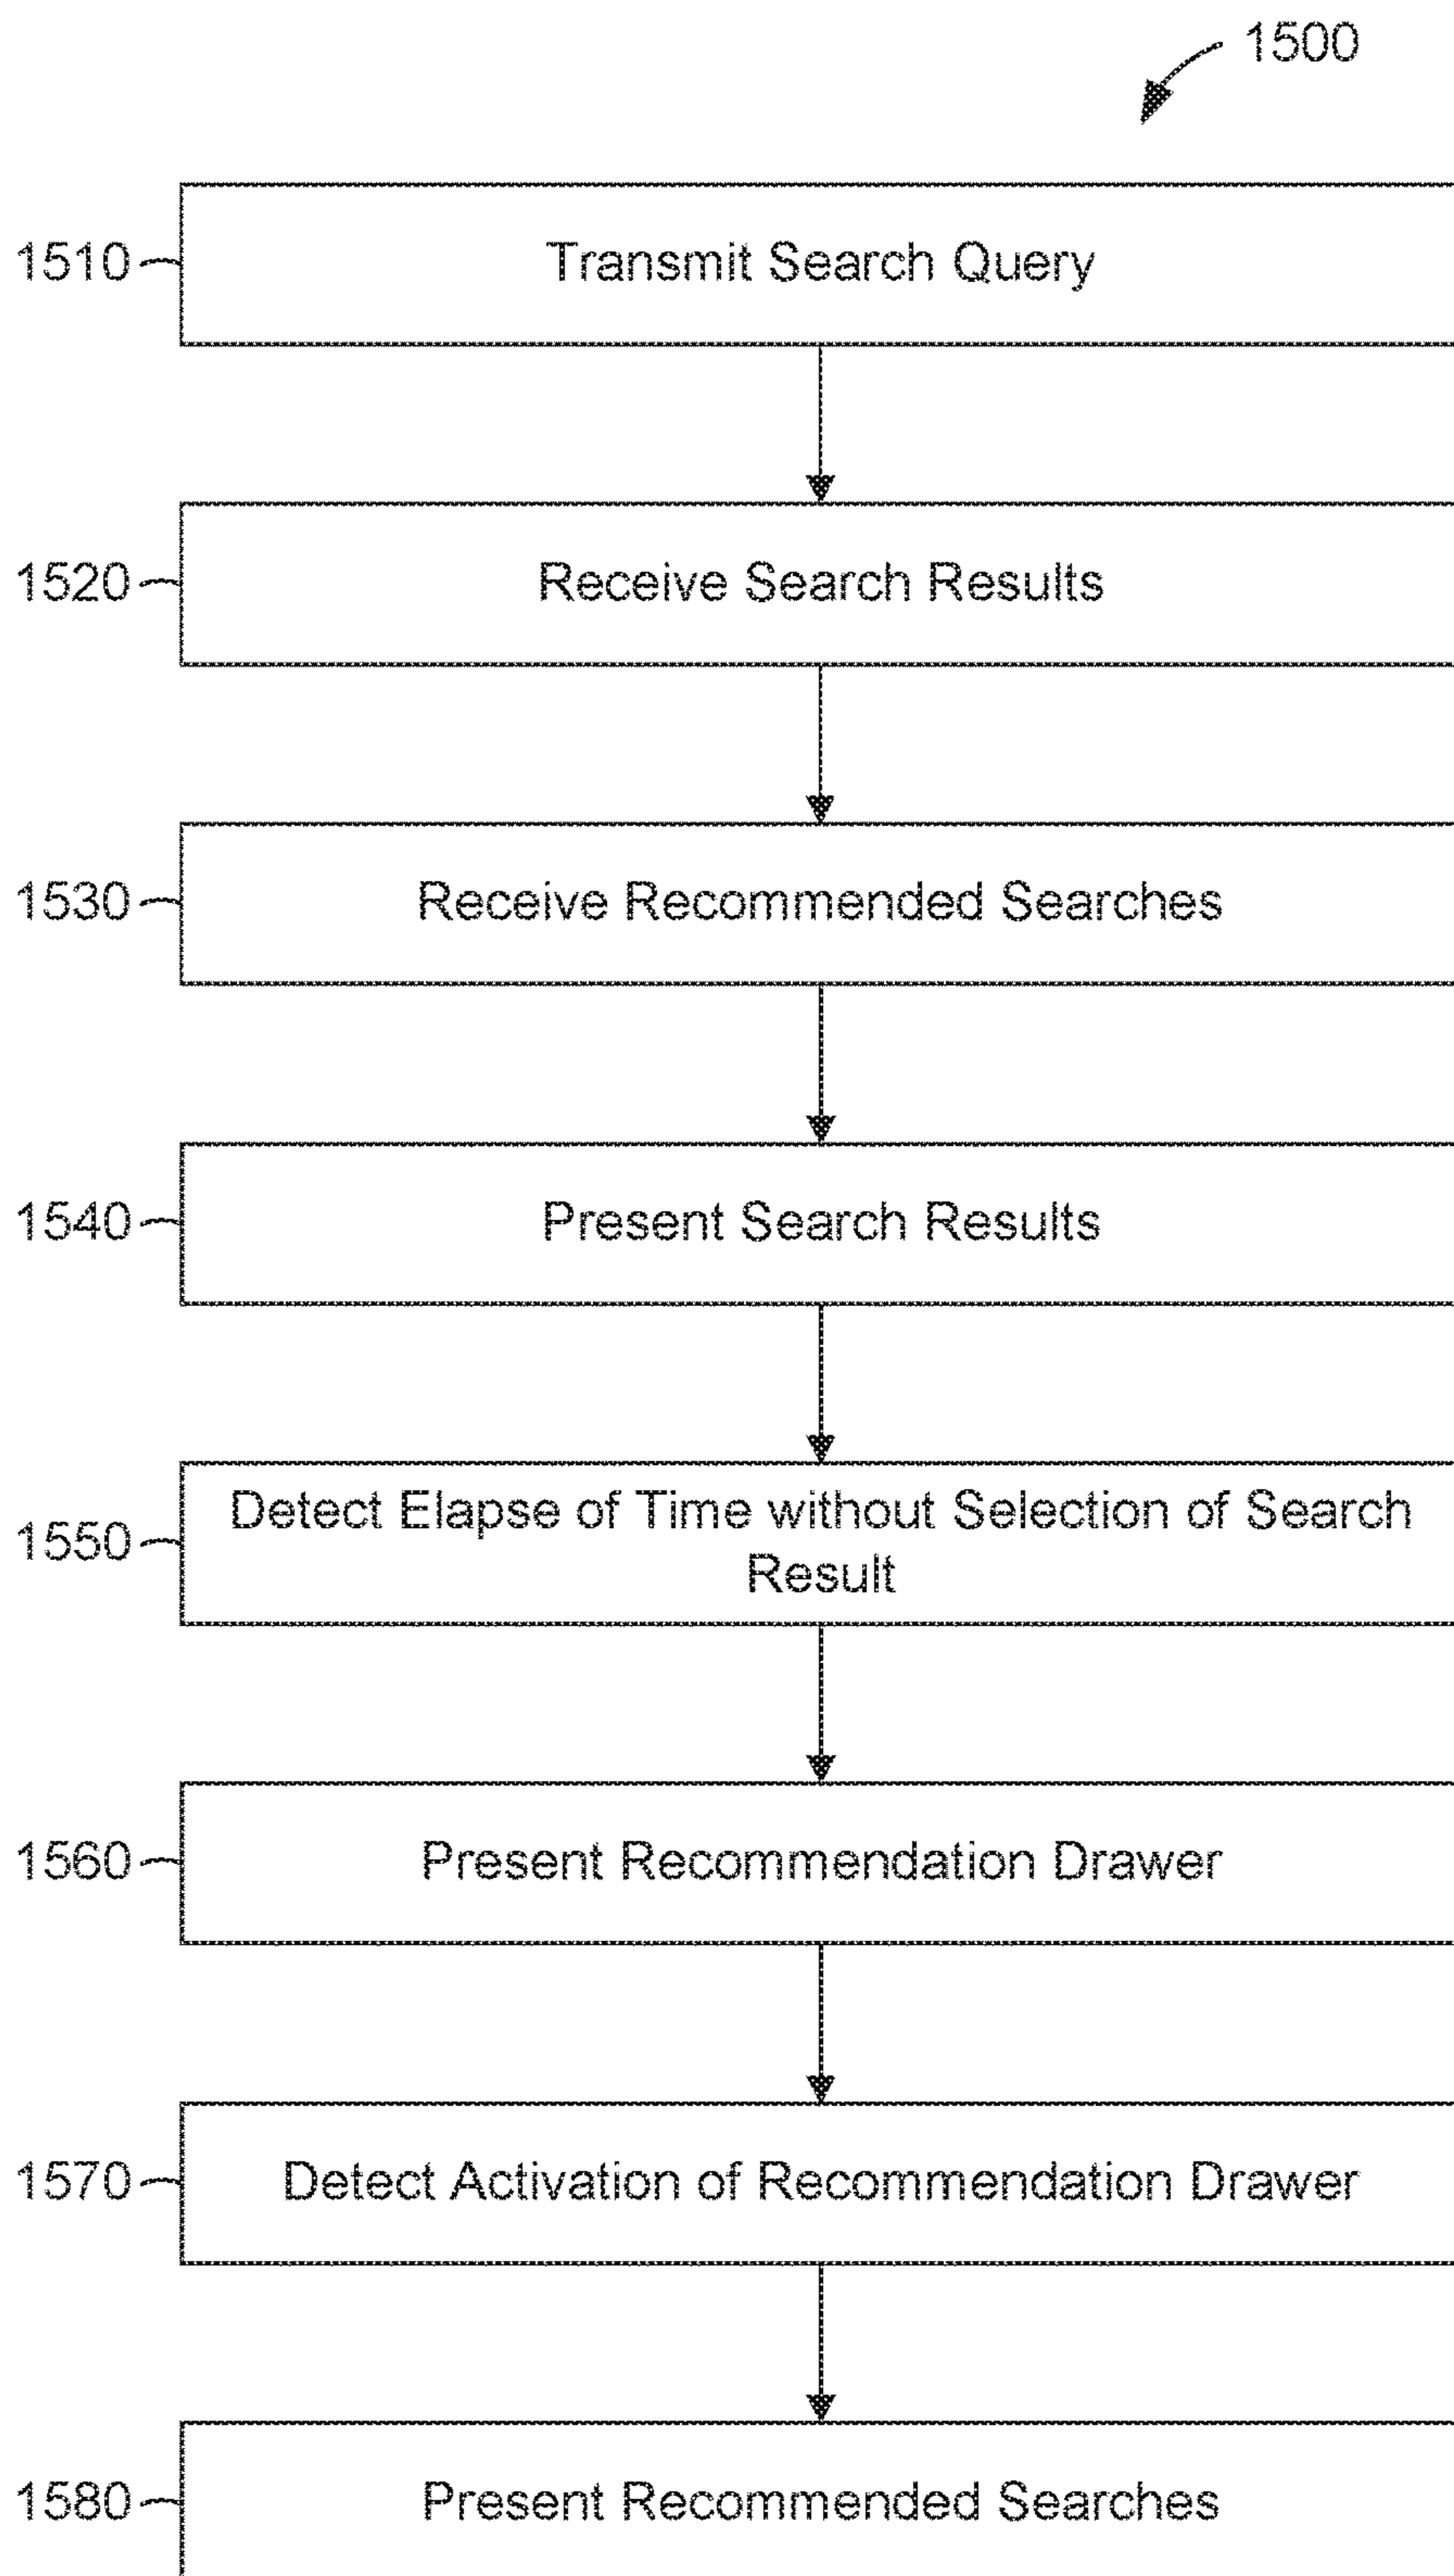 1500
1510
Transmit Search Query
1520
Receive Search Results
1530
Receive Recommended Searches
1540
Present Search Results
1550
Detect Elapse of Time without Selection of Search
Result
1560
Present Recommendation Drawer
1570
Detect Activation of Recommendation Drawer
1580
Present Recommended Searches